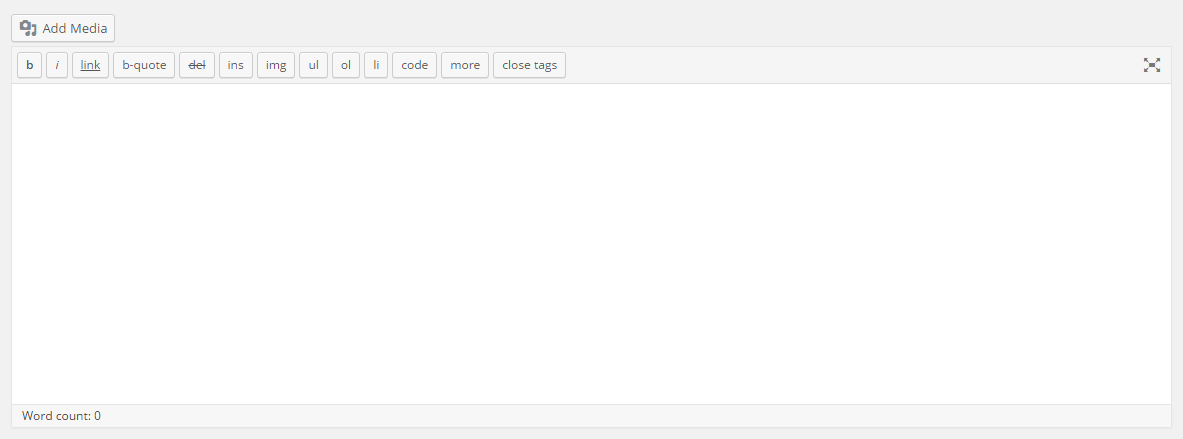 Add Media
b i link b-quote del ins img ul ol li code more close tags
Word count: 0